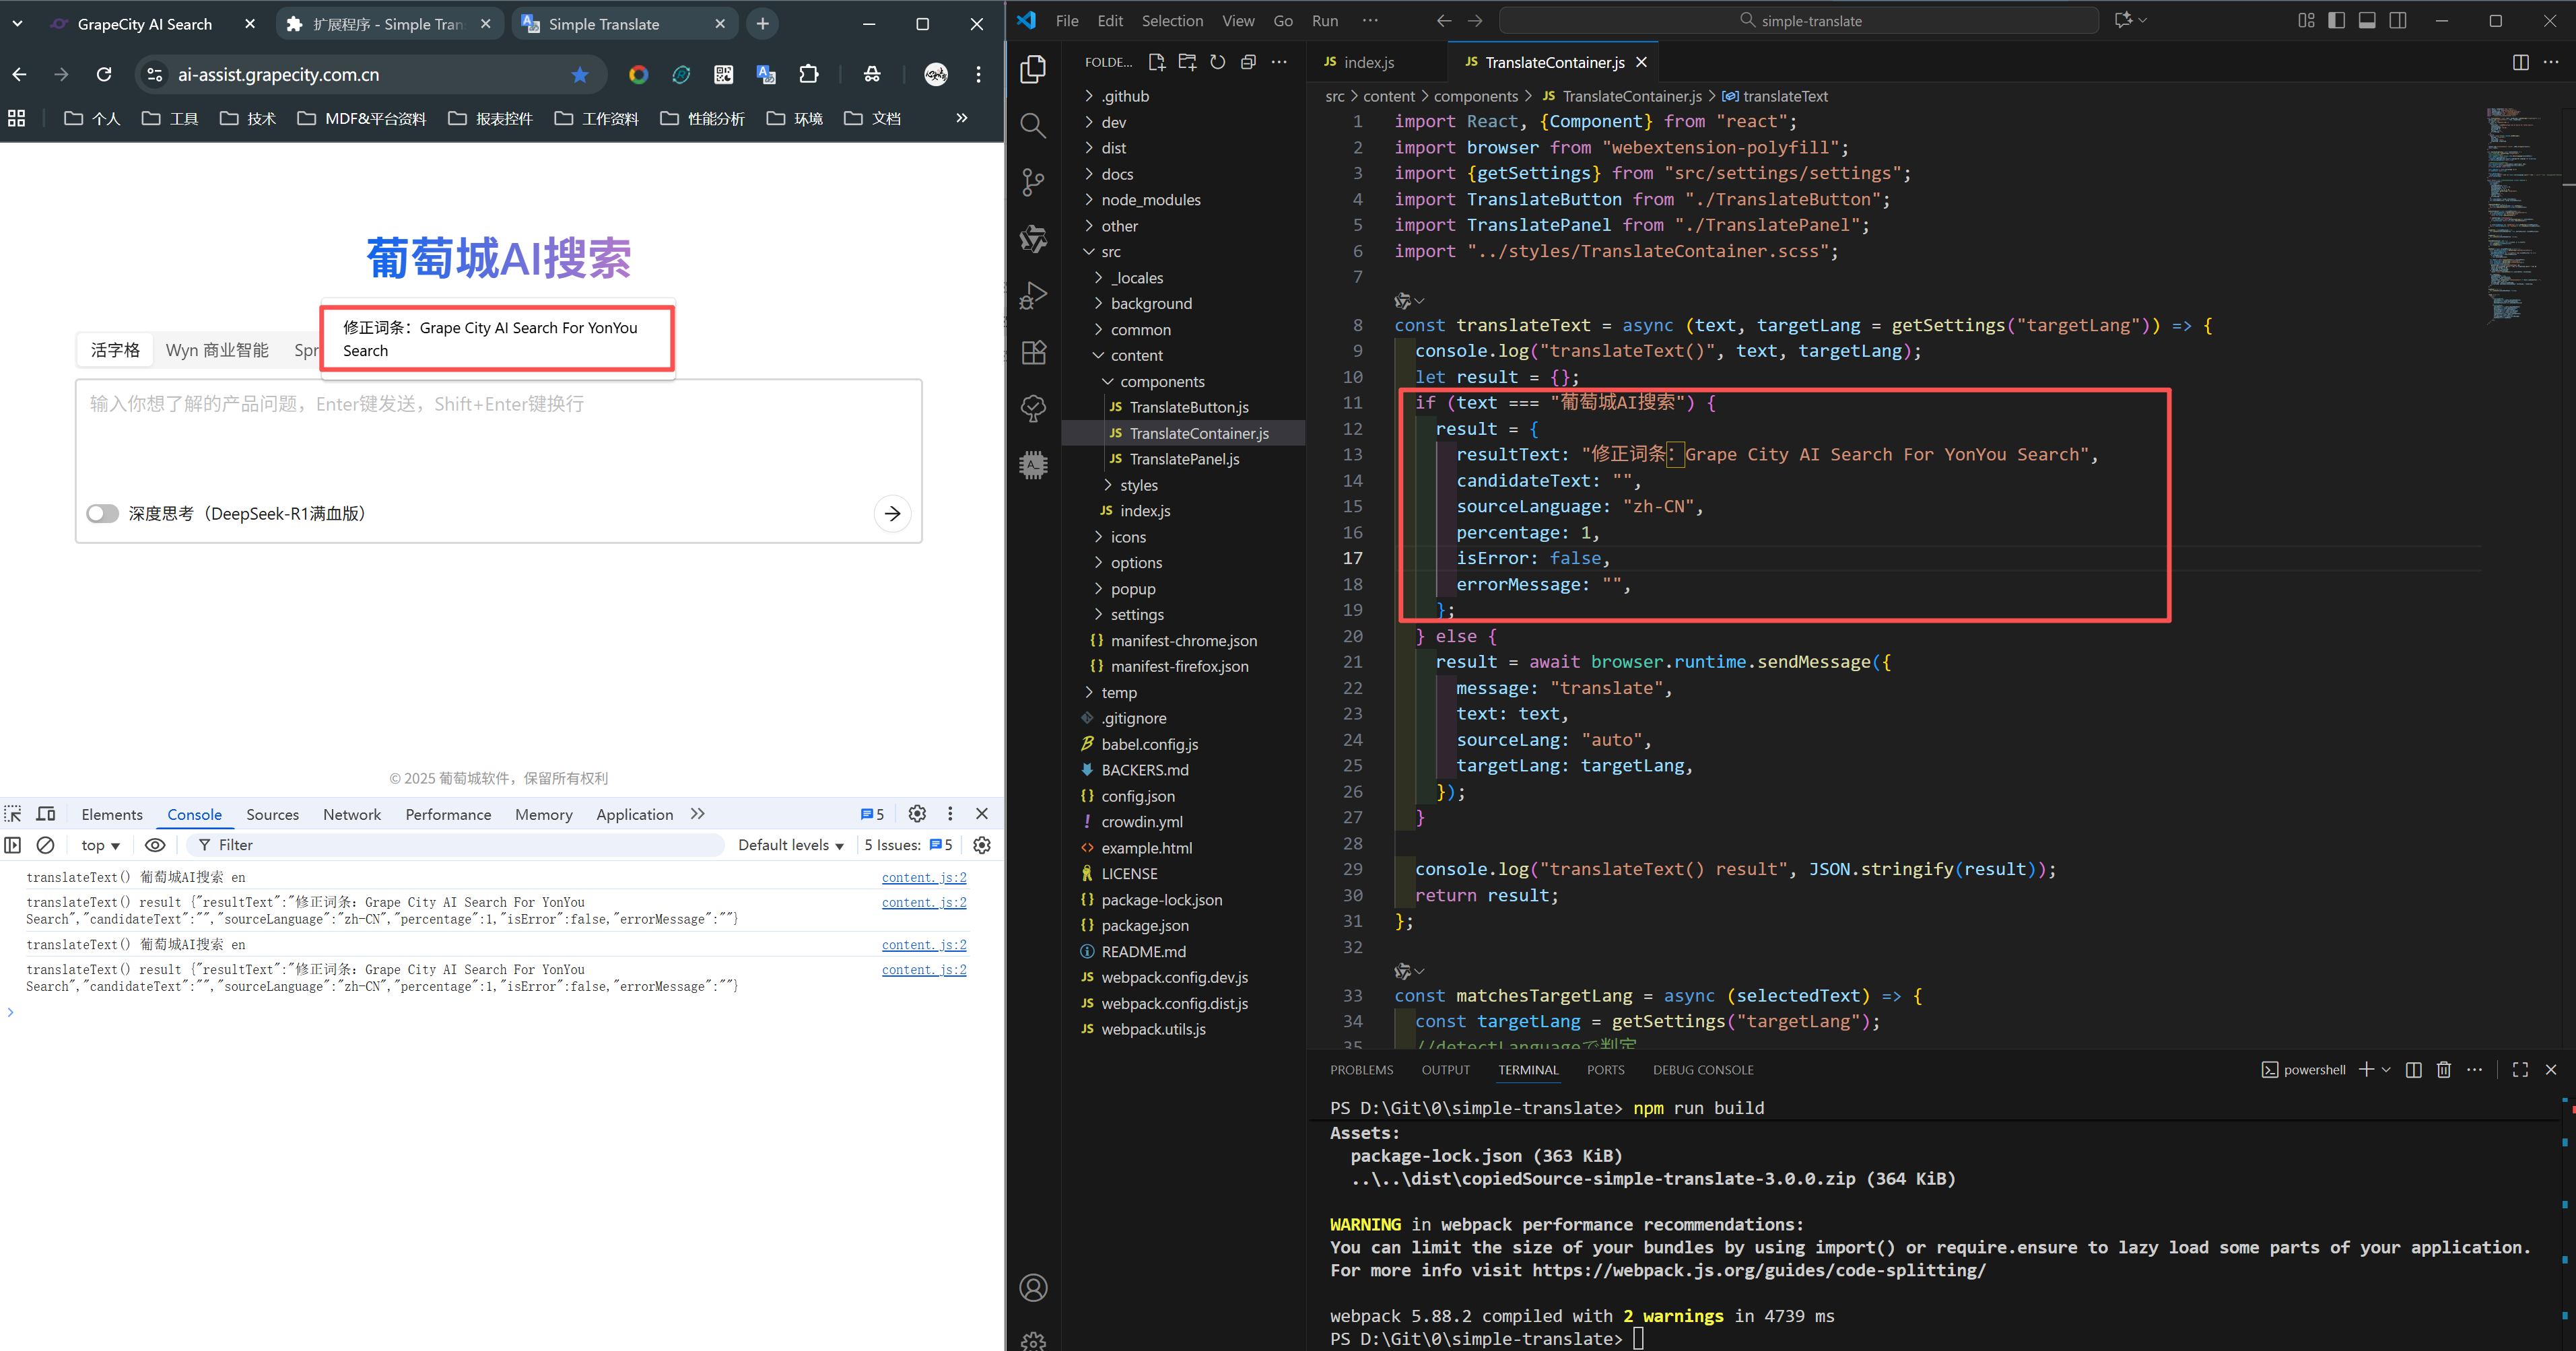 GrapeCity AI Search
扩展程序 - Simple Tran
Simple Translate
ai-assist.grapecity.com.cn
个人
工具
技术
MDF&平台资料
报表控件
工作资料
性能分析
环境
文档
葡萄城AI搜索
修正词条：Grape City AI Search For YonYou
Search
活字格
Wyn 商业智能
Spr
输入你想了解的产品问题，Enter键发送，Shift+Enter键换行
深度思考（DeepSeek-R1满血版）
© 2025 葡萄城软件，保留所有权利
Elements
Console
Sources
Network
Performance
Memory
Application
5
top
Filter
Default levels
5 Issues:
5
translateText() 葡萄城AI搜索 en
content.js:2
translateText() result {"resultText":"修正词条：Grape City AI Search For YonYou
Search","candidateText":"","sourceLanguage":"zh-CN","percentage":1,"isError":false,"errorMessage":""}
content.js:2
translateText() 葡萄城AI搜索 en
content.js:2
translateText() result {"resultText":"修正词条：Grape City AI Search For YonYou
Search","candidateText":"","sourceLanguage":"zh-CN","percentage":1,"isError":false,"errorMessage":""}
content.js:2
File
Edit
Selection
View
Go
Run
simple-translate
FOLDE...
.github
dev
dist
docs
node_modules
other
src
_locales
background
common
content
components
TranslateButton.js
TranslateContainer.js
TranslatePanel.js
styles
index.js
icons
options
popup
settings
manifest-chrome.json
manifest-firefox.json
temp
.gitignore
babel.config.js
BACKERS.md
config.json
crowdin.yml
example.html
LICENSE
package-lock.json
package.json
README.md
webpack.config.dev.js
webpack.config.dist.js
webpack.utils.js
JS index.js
JS TranslateContainer.js
src > content > components > JS TranslateContainer.js > translateText
1 import React, {Component} from "react";
2 import browser from "webextension-polyfill";
3 import {getSettings} from "src/settings/settings";
4 import TranslateButton from "./TranslateButton";
5 import TranslatePanel from "./TranslatePanel";
6 import "../styles/TranslateContainer.scss";
7
8 const translateText = async (text, targetLang = getSettings("targetLang")) => {
9 console.log("translateText()", text, targetLang);
10 let result = {};
11 if (text === "葡萄城AI搜索") {
12 result = {
13 resultText: "修正词条：Grape City AI Search For YonYou Search",
14 candidateText: "",
15 sourceLanguage: "zh-CN",
16 percentage: 1,
17 isError: false,
18 errorMessage: "",
19 };
20 } else {
21 result = await browser.runtime.sendMessage({
22 message: "translate",
23 text: text,
24 sourceLang: "auto",
25 targetLang: targetLang,
26 });
27 }
28
29 console.log("translateText() result", JSON.stringify(result));
30 return result;
31 };
32
33 const matchesTargetLang = async (selectedText) => {
34 const targetLang = getSettings("targetLang");
35 //detectLanguageで判定
PROBLEMS
OUTPUT
TERMINAL
PORTS
DEBUG CONSOLE
powershell
PS D:\Git\0\simple-translate> npm run build
Assets:
package-lock.json (363 KiB)
..\..\dist\copiedSource-simple-translate-3.0.0.zip (364 KiB)
WARNING in webpack performance recommendations:
You can limit the size of your bundles by using import() or require.ensure to lazy load some parts of your application.
For more info visit https://webpack.js.org/guides/code-splitting/
webpack 5.88.2 compiled with 2 warnings in 4739 ms
PS D:\Git\0\simple-translate>